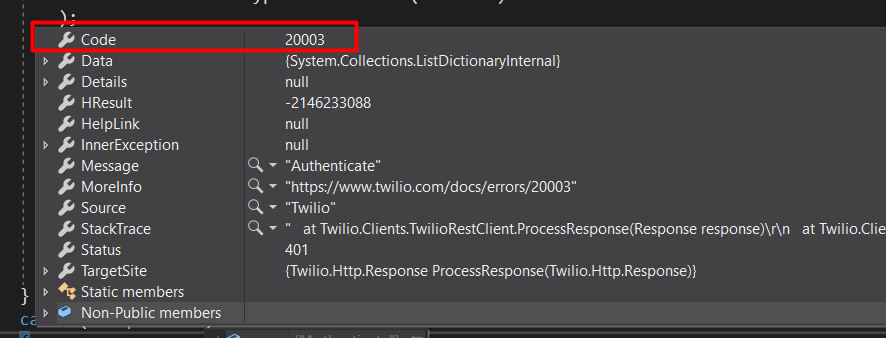 );
Code 20003
Data {System.Collections.ListDictionaryInternal}
Details null
HResult -2146233088
HelpLink null
InnerException null
Message "Authenticate"
MoreInfo "https://www.twilio.com/docs/errors/20003"
Source "Twilio"
StackTrace " at Twilio.Clients.TwilioRestClient.ProcessResponse(Response response)\r\n at Twilio.Clie
Status 401
TargetSite {Twilio.Http.Response ProcessResponse(Twilio.Http.Response)}
} Static members
Non-Public members
ca